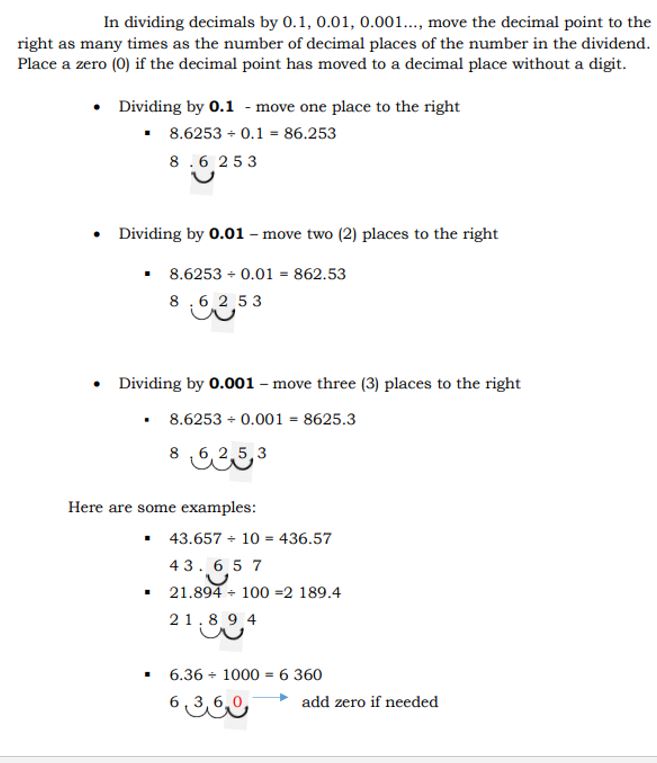 In dividing decimals by 0.1, 0.01, 0.001..., move the decimal point to the
right as many times as the number of decimal places of the number in the dividend.
Place a zero (0) if the decimal point has moved to a decimal place without a digit.
• Dividing by 0.1 - move one place to the right
▪ 8.6253 ÷ 0.1 = 86.253
8 . 6 2 5 3
• Dividing by 0.01 – move two (2) places to the right
▪ 8.6253 ÷ 0.01 = 862.53
8 . 6 2 5 3
• Dividing by 0.001 – move three (3) places to the right
▪ 8.6253 ÷ 0.001 = 8625.3
8 . 6 2 5 3
Here are some examples:
▪ 43.657 ÷ 10 = 436.57
4 3 . 6 5 7
▪ 21.894 ÷ 100 =2 189.4
2 1 . 8 9 4
▪ 6.36 ÷ 1000 = 6 360
6 . 3 6 0 add zero if needed